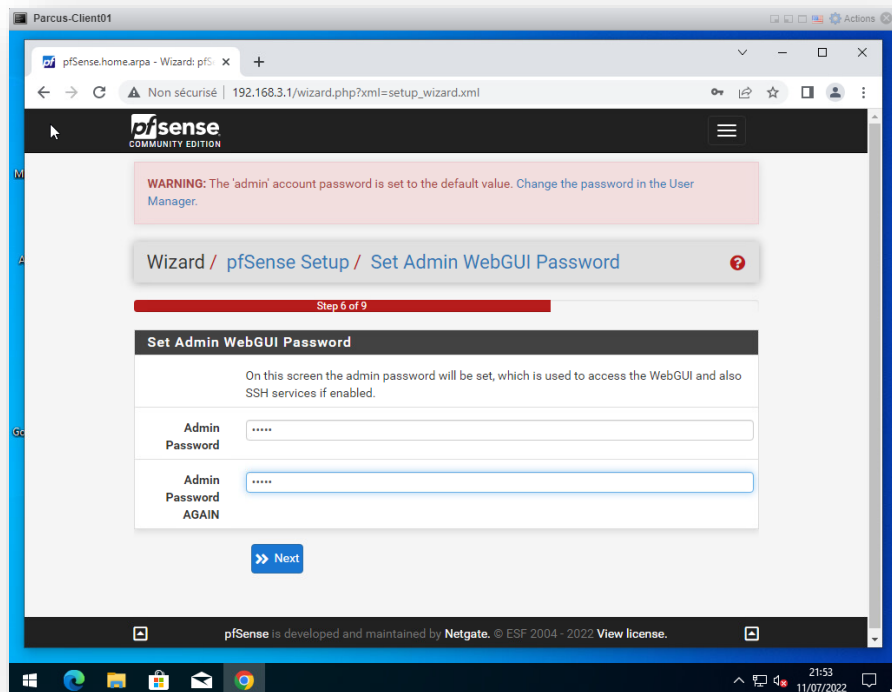 Parcus-Client01
Actions
pfSense.home.arpa - Wizard: pfS
Non sécurisé | 192.168.3.1/wizard.php?xml=setup_wizard.xml
pfsense
COMMUNITY EDITION
WARNING: The 'admin' account password is set to the default value. Change the password in the User
Manager.
Wizard / pfSense Setup / Set Admin WebGUI Password
Step 6 of 9
Set Admin WebGUI Password
On this screen the admin password will be set, which is used to access the WebGUI and also
SSH services if enabled.
Admin
Password
•••••
Admin
Password
AGAIN
•••••
Next
pfSense is developed and maintained by Netgate. © ESF 2004 - 2022 View license.
M
A
Go
21:53
11/07/2022